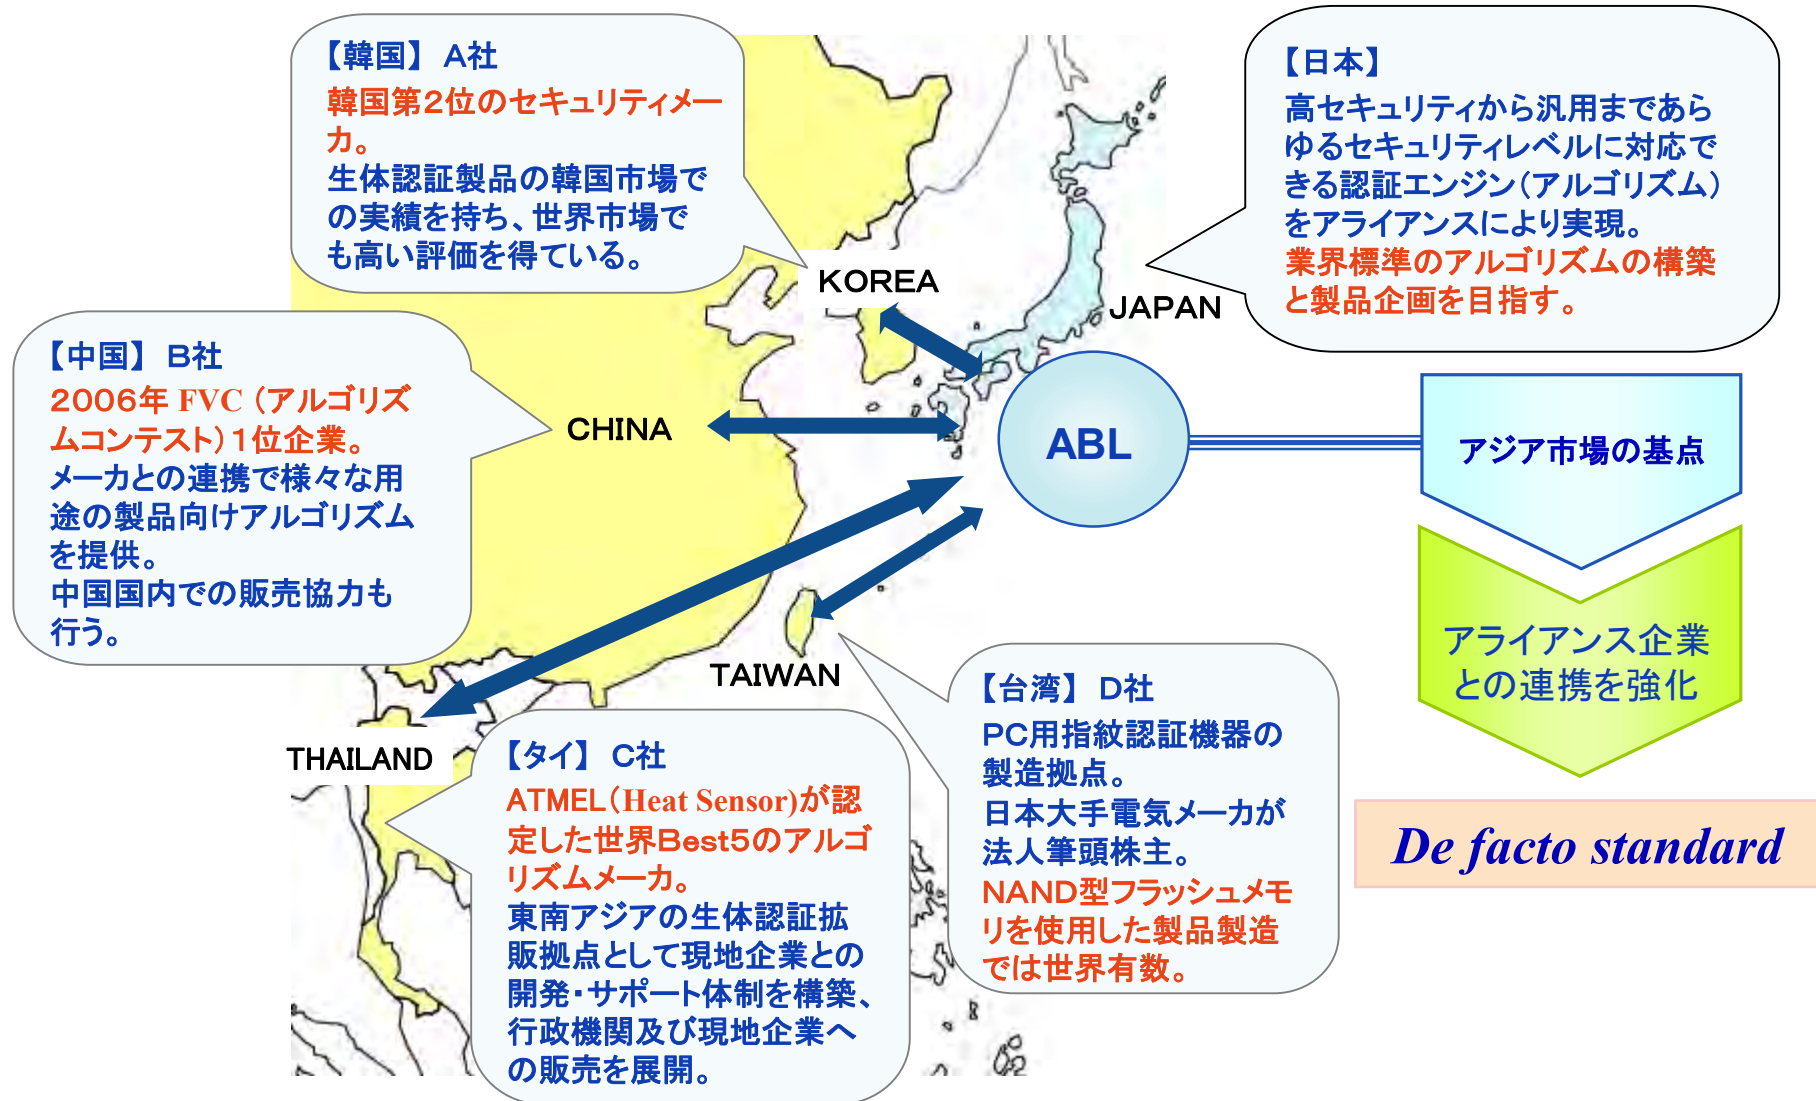 【韓国】 A社
韓国第2位のセキュリティメー
カ。
生体認証製品の韓国市場で
の実績を持ち、世界市場で
も高い評価を得ている。
【日本】
高セキュリティから汎用まであら
ゆるセキュリティレベルに対応で
きる認証エンジン（アルゴリズム）
をアライアンスにより実現。
業界標準のアルゴリズムの構築
と製品企画を目指す。
KOREA
JAPAN
【中国】 B社
2006年 FVC（アルゴリズ
ムコンテスト）1位企業。
メーカとの連携で様々な用
途の製品向けアルゴリズム
を提供。
中国国内での販売協力も
行う。
CHINA
ABL
アジア市場の基点
アライアンス企業
との連携を強化
De facto standard
TAIWAN
THAILAND
【タイ】 C社
ATMEL（Heat Sensor)が認
定した世界Best5のアルゴ
リズムメーカ。
東南アジアの生体認証拡
販拠点として現地企業との
開発・サポート体制を構築、
行政機関及び現地企業へ
の販売を展開。
【台湾】 D社
PC用指紋認証機器の
製造拠点。
日本大手電気メーカが
法人筆頭株主。
NAND型フラッシュメモ
リを使用した製品製造
では世界有数。